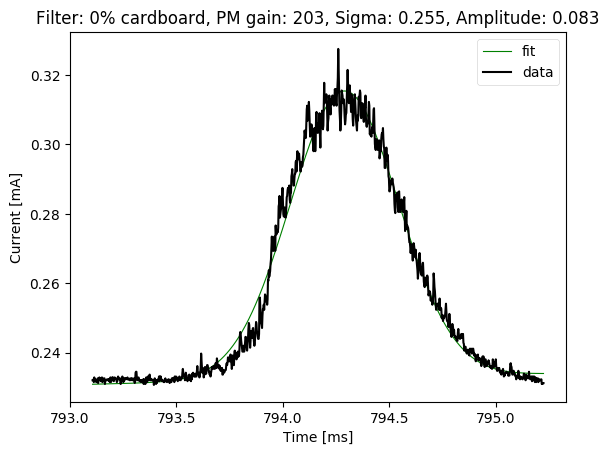 Filter: 0% cardboard, PM gain: 203, Sigma: 0.255, Amplitude: 0.083
fit
data
0.32
0.30
0.28
0.26
0.24
Current [mA]
793.0 793.5 794.0 794.5 795.0
Time [ms]